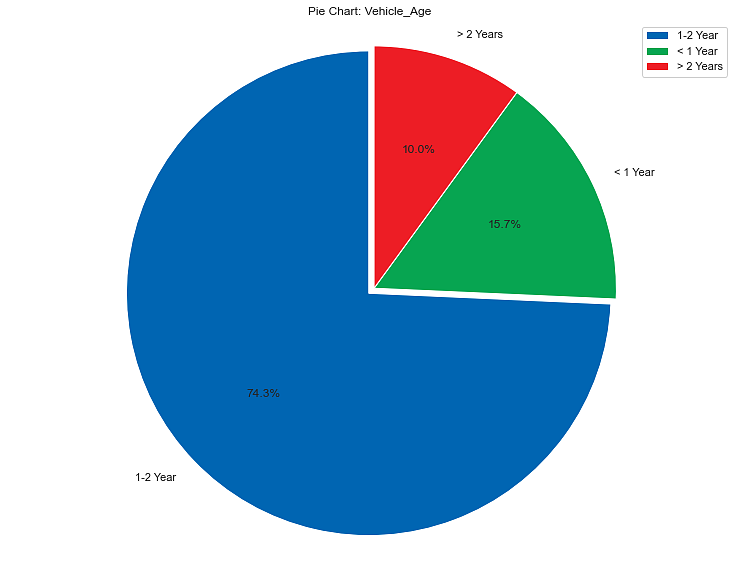 Pie Chart: Vehicle_Age
> 2 Years
1-2 Year
< 1 Year
> 2 Years
10.0%
< 1 Year
15.7%
74.3%
1-2 Year